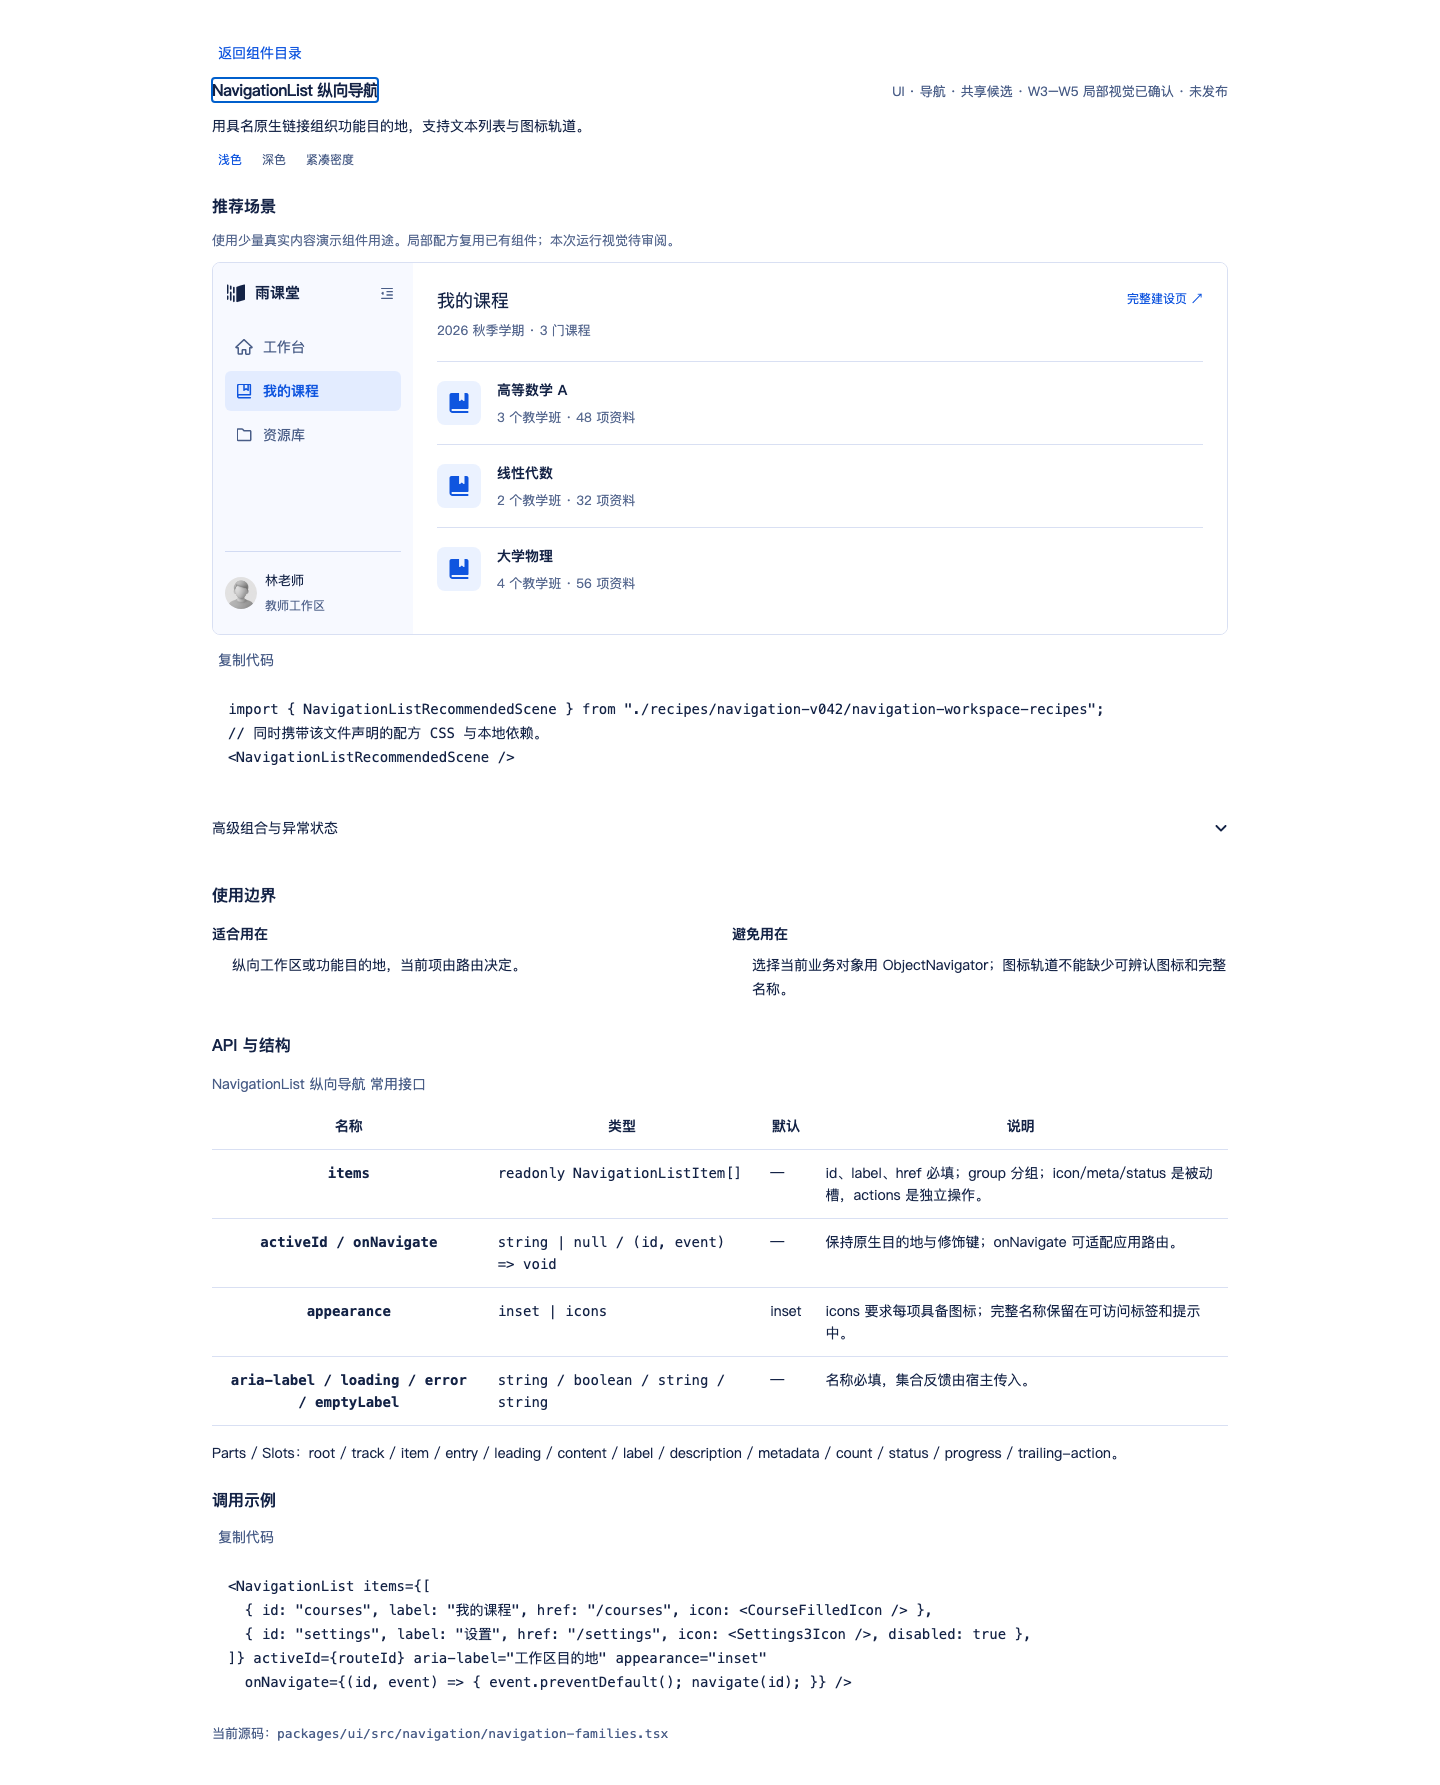 返回组件目录
NavigationList 纵向导航
UI · 导航 · 共享候选 · W3—W5 局部视觉已确认 · 未发布
用具名原生链接组织功能目的地，支持文本列表与图标轨道。
浅色 深色 紧凑密度
推荐场景
使用少量真实内容演示组件用途。局部配方复用已有组件；本次运行视觉待审阅。
雨课堂
工作台
我的课程
资源库
林老师
教师工作区
我的课程
完整建设页 ↗
2026 秋季学期 · 3 门课程
高等数学 A
3 个教学班 · 48 项资料
线性代数
2 个教学班 · 32 项资料
大学物理
4 个教学班 · 56 项资料
复制代码
import { NavigationListRecommendedScene } from "./recipes/navigation-v042/navigation-workspace-recipes";
// 同时携带该文件声明的配方 CSS 与本地依赖。
<NavigationListRecommendedScene />
高级组合与异常状态
使用边界
适合用在
纵向工作区或功能目的地，当前项由路由决定。
避免用在
选择当前业务对象用 ObjectNavigator；图标轨道不能缺少可辨认图标和完整
名称。
API 与结构
NavigationList 纵向导航 常用接口
名称 类型 默认 说明
items readonly NavigationListItem[] — id、label、href 必填；group 分组；icon/meta/status 是被动
槽，actions 是独立操作。
activeId / onNavigate string | null / (id, event) — 保持原生目的地与修饰键；onNavigate 可适配应用路由。
=> void
appearance inset | icons inset icons 要求每项具备图标；完整名称保留在可访问标签和提示
中。
aria-label / loading / error string / boolean / string / — 名称必填，集合反馈由宿主传入。
/ emptyLabel string
Parts / Slots：root / track / item / entry / leading / content / label / description / metadata / count / status / progress / trailing-action。
调用示例
复制代码
<NavigationList items={[
{ id: "courses", label: "我的课程", href: "/courses", icon: <CourseFilledIcon /> },
{ id: "settings", label: "设置", href: "/settings", icon: <Settings3Icon />, disabled: true },
]} activeId={routeId} aria-label="工作区目的地" appearance="inset"
onNavigate={(id, event) => { event.preventDefault(); navigate(id); }} />
当前源码：packages/ui/src/navigation/navigation-families.tsx